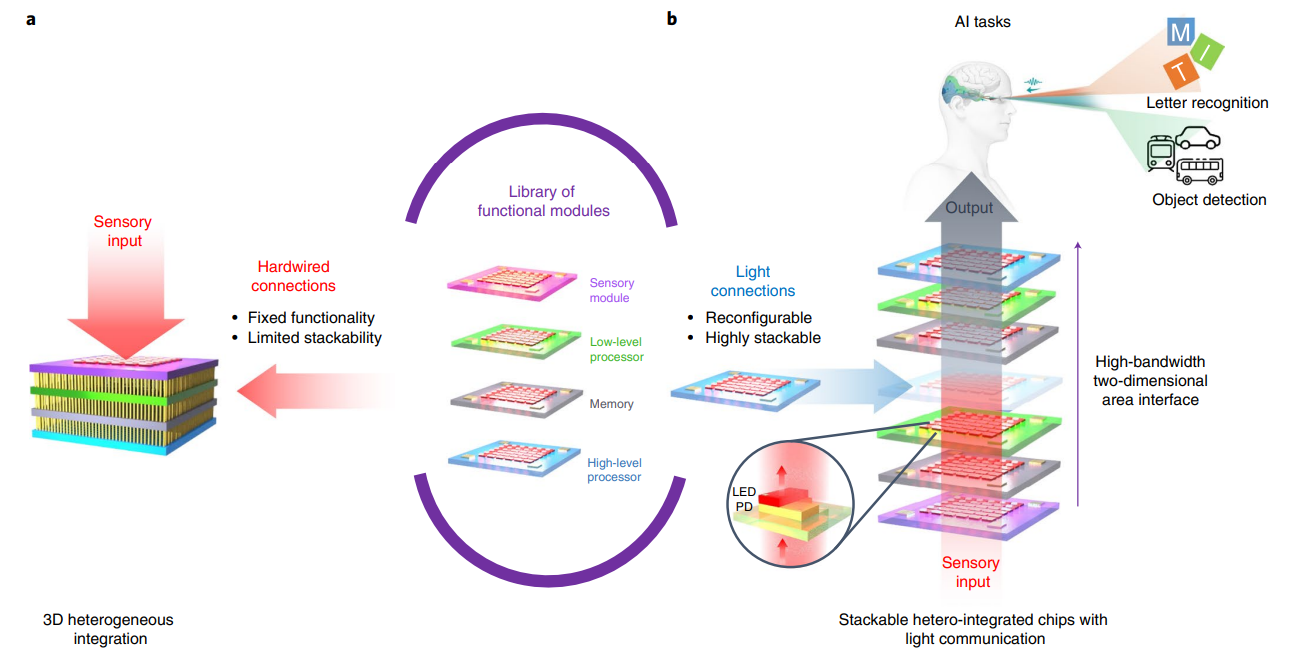 a
Sensory
input
Hardwired
connections
• Fixed functionality
• Limited stackability
3D heterogeneous
integration
Library of
functional modules
Sensory
module
Low-level
processor
Memory
High-level
processor
b
AI tasks
M
I
T
Letter recognition
Object detection
Output
Light
connections
• Reconfigurable
• Highly stackable
High-bandwidth
two-dimensional
area interface
LED
PD
Sensory
input
Stackable hetero-integrated chips with
light communication